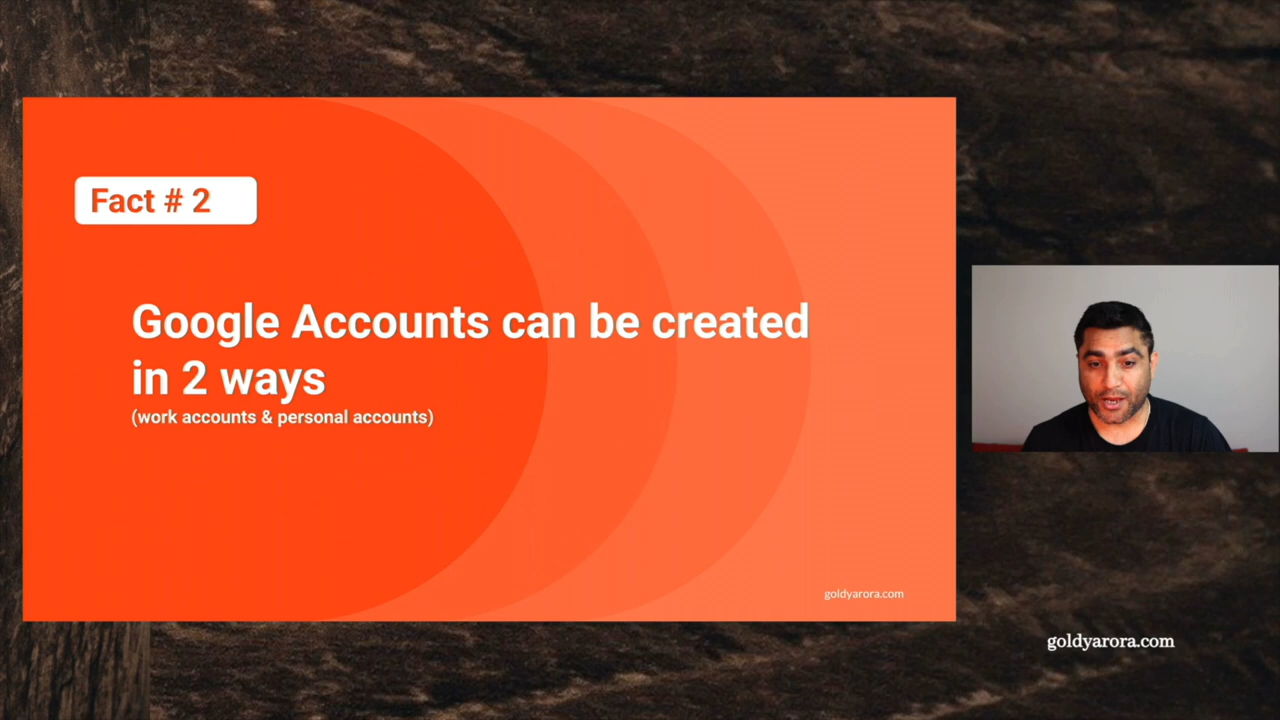 Fact # 2
Google Accounts can be created
in 2 ways
(work accounts & personal accounts)
goldyarora.com
goldyarora.com